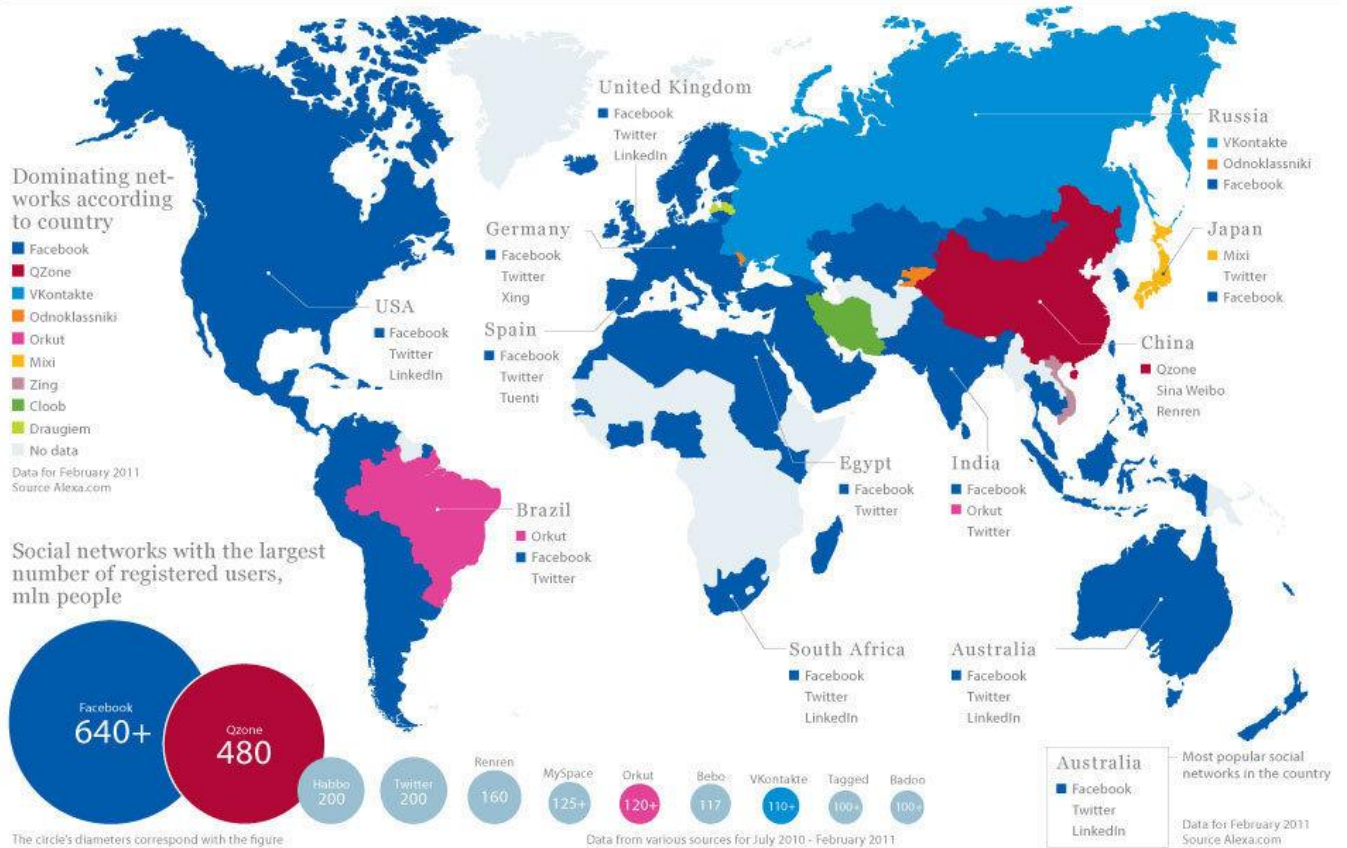 Dominating net-
works according
to country
Facebook
QZone
VKontakte
Odnoklassniki
Orkut
Mixi
Zing
Cloob
Draugiem
No data
Data for February 2011
Source Alexa.com
USA
Facebook
Twitter
LinkedIn
United Kingdom
Facebook
Twitter
LinkedIn
Germany
Facebook
Twitter
Xing
Spain
Facebook
Twitter
Tuenti
Russia
VKontakte
Odnoklassniki
Facebook
Japan
Mixi
Twitter
Facebook
China
Qzone
Sina Weibo
Renren
Egypt
Facebook
Twitter
India
Facebook
Orkut
Twitter
Brazil
Orkut
Facebook
Twitter
South Africa
Facebook
Twitter
LinkedIn
Australia
Facebook
Twitter
LinkedIn
Social networks with the largest
number of registered users,
mln people
Facebook
640+
Qzone
480
Habbo
200
Twitter
200
Renren
160
MySpace
125+
Orkut
120+
Bebo
117
VKontakte
110+
Tagged
100+
Badoo
100+
The circle's diameters correspond with the figure
Data from various sources for July 2010 - February 2011
Australia
Facebook
Twitter
LinkedIn
Most popular social
networks in the country
Data for February 2011
Source Alexa.com